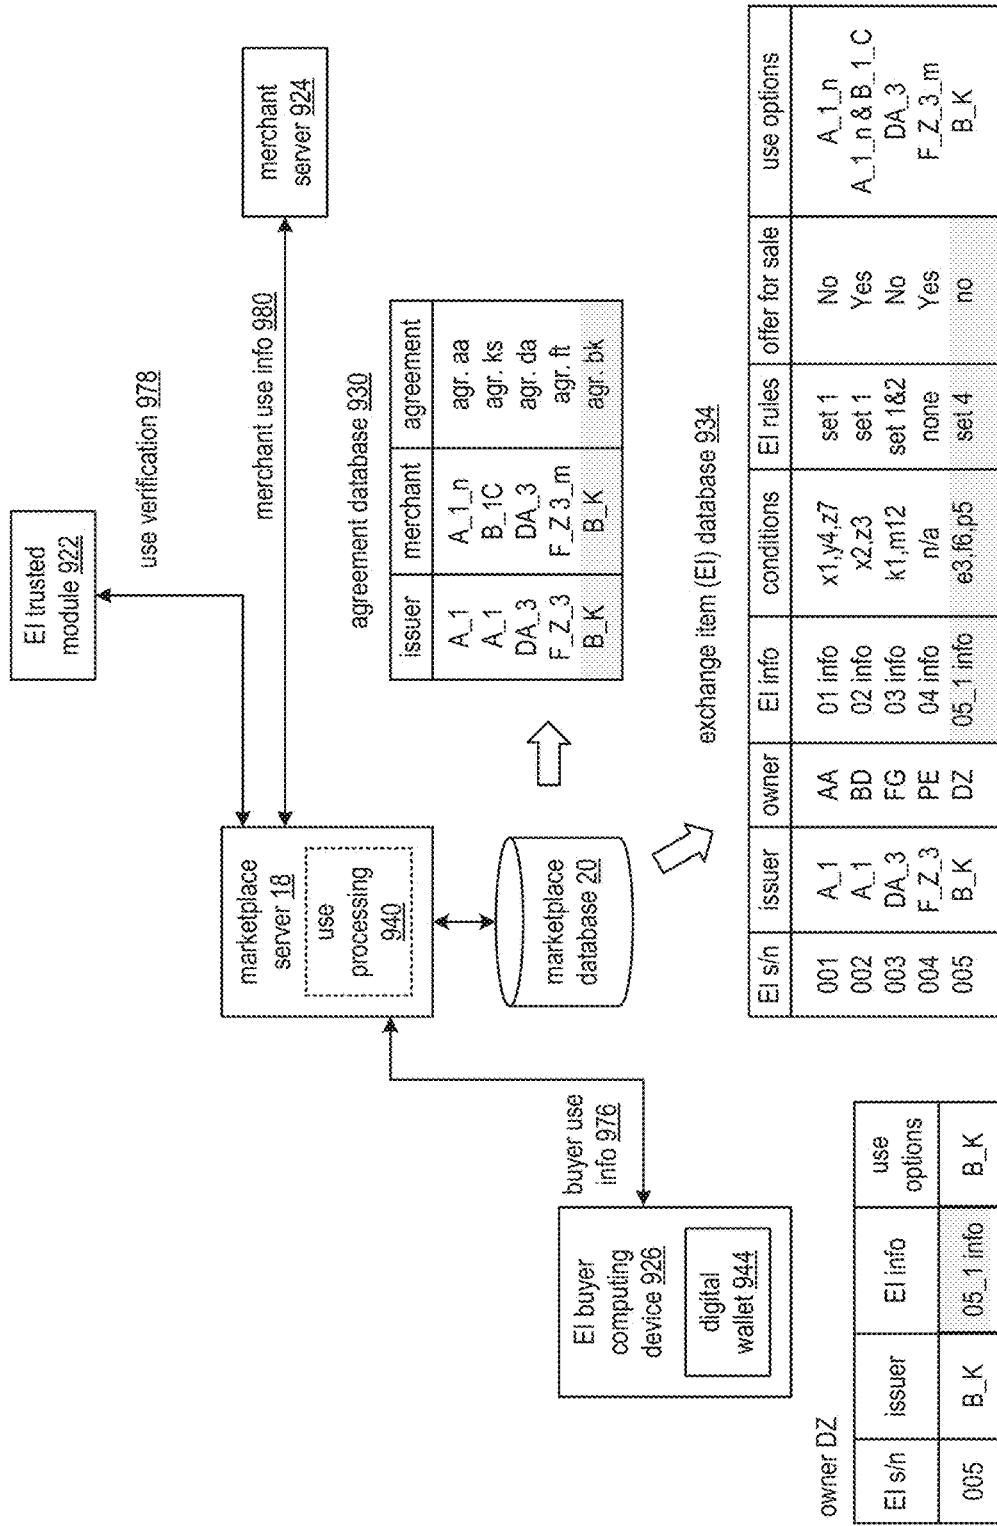 EI trusted
module 922
use verification 978
merchant use info 980
merchant
server 924
marketplace
server 18
use
processing
940
marketplace
database 20
buyer use
info 976
EI buyer
computing
device 926
digital
wallet 944
agreement database 930
issuer merchant agreement
A_1 A_1_n agr. aa
A_1 B_1C agr. ks
DA_3 DA_3 agr. da
F_Z_3 F_Z 3_m agr. ft
B_K B_K agr. bk
exchange item (EI) database 934
EI s/n issuer owner EI info conditions EI rules offer for sale use options
001 A_1 AA 01 info x1,y4,z7 set 1 No A_1_n
002 A_1 BD 02 info x2,z3 set 1 Yes A_1_n & B_1_C
003 DA_3 FG 03 info k1,m12 set 1&2 No DA_3
004 F_Z_3 PE 04 info n/a none Yes F_Z_3_m
005 B_K DZ 05_1 info e3,f6,p5 set 4 no B_K
owner DZ
EI s/n issuer EI info use
options
005 B_K 05_1 info B_K